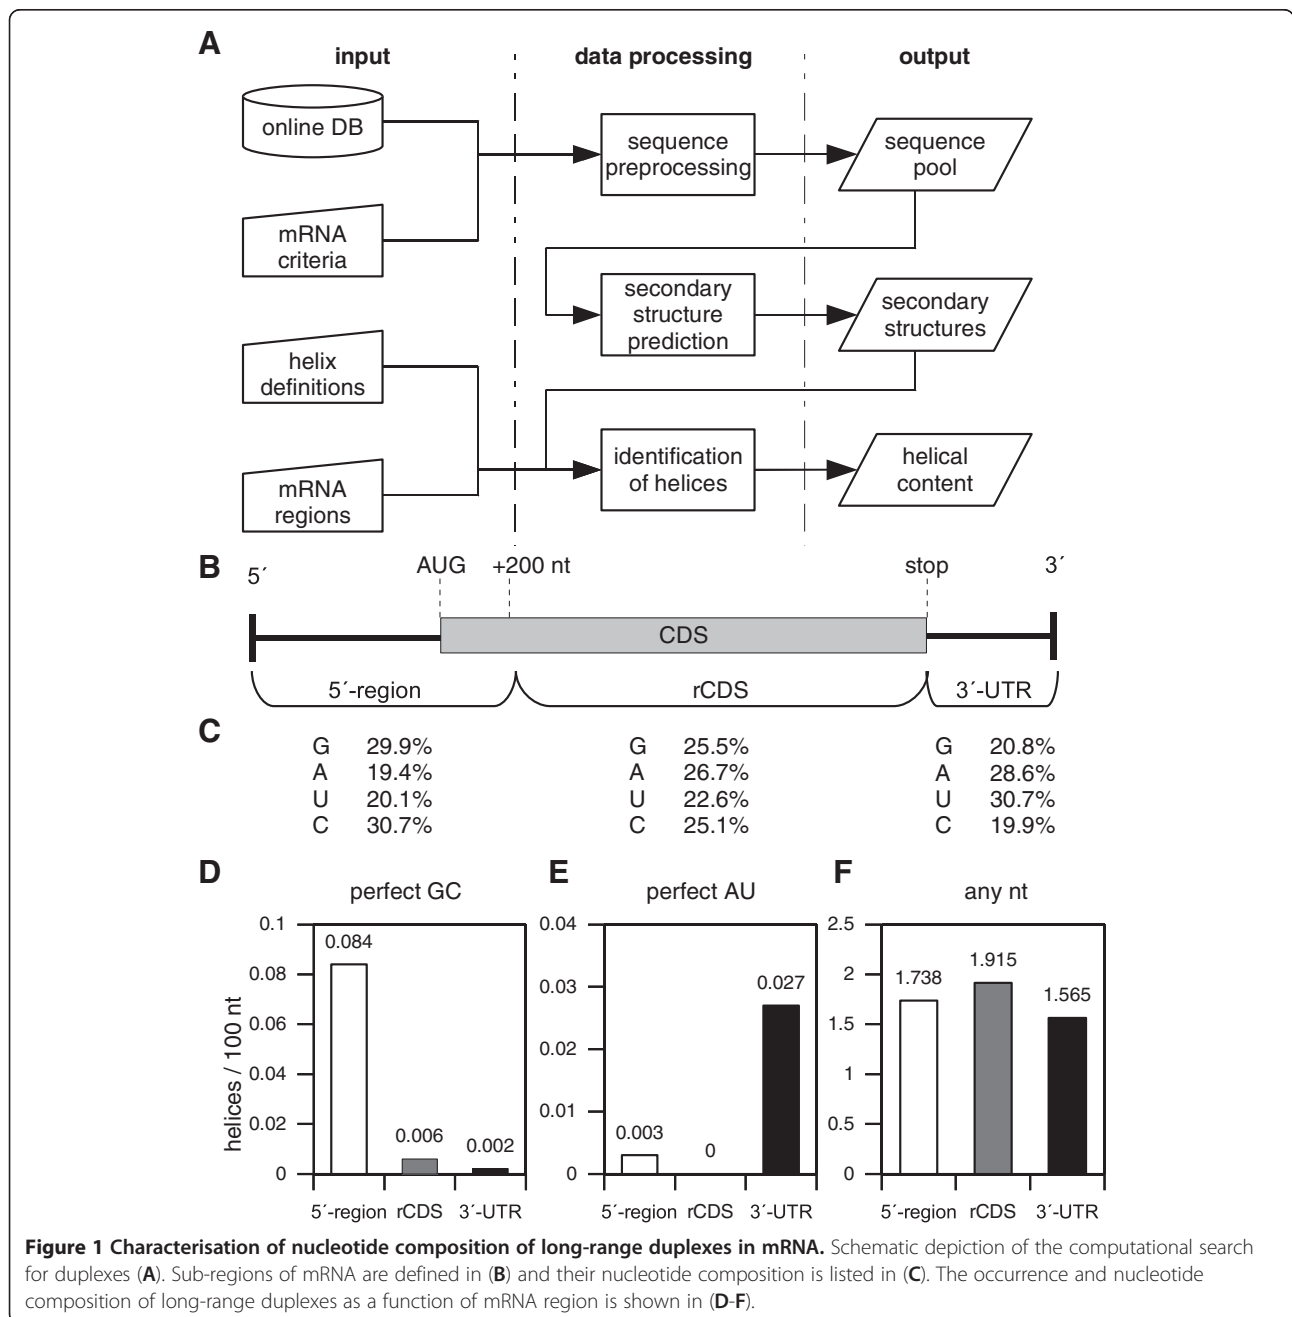 A
input data processing output
online DB
sequence
preprocessing
sequence
pool
mRNA
criteria
secondary
structure
prediction
secondary
structures
helix
definitions
identification
of helices
helical
content
mRNA
regions
B
5´ AUG +200 nt stop 3´
CDS
5´-region rCDS 3´-UTR
C
G 29.9% G 25.5% G 20.8%
A 19.4% A 26.7% A 28.6%
U 20.1% U 22.6% U 30.7%
C 30.7% C 25.1% C 19.9%
D
perfect GC
helices / 100 nt
0.1
0.08
0.06
0.04
0.02
0
0.084
0.006
0.002
5´-region rCDS 3´-UTR
E
perfect AU
0.04
0.03
0.02
0.01
0
0.003
0
0.027
5´-region rCDS 3´-UTR
F
any nt
2.5
2
1.5
1
0.5
0
1.738
1.915
1.565
5´-region rCDS 3´-UTR
Figure 1 Characterisation of nucleotide composition of long-range duplexes in mRNA. Schematic depiction of the computational search
for duplexes (A). Sub-regions of mRNA are defined in (B) and their nucleotide composition is listed in (C). The occurrence and nucleotide
composition of long-range duplexes as a function of mRNA region is shown in (D-F).